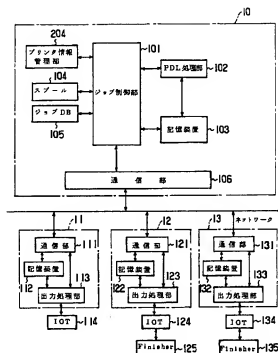 10
204
プリンタ情報
管理部
101
104
スプール
ジョブ制御部
PDL処理部
102
ジョブDB
105
記憶装置
103
通信部
106
ネットワーク
11
12
13
通信部
111
通信部
121
通信部
131
記憶装置
112
113
記憶装置
122
123
記憶装置
132
133
出力処理部
出力処理部
出力処理部
IOT
114
IOT
124
IOT
134
Finisher
125
Finisher
135